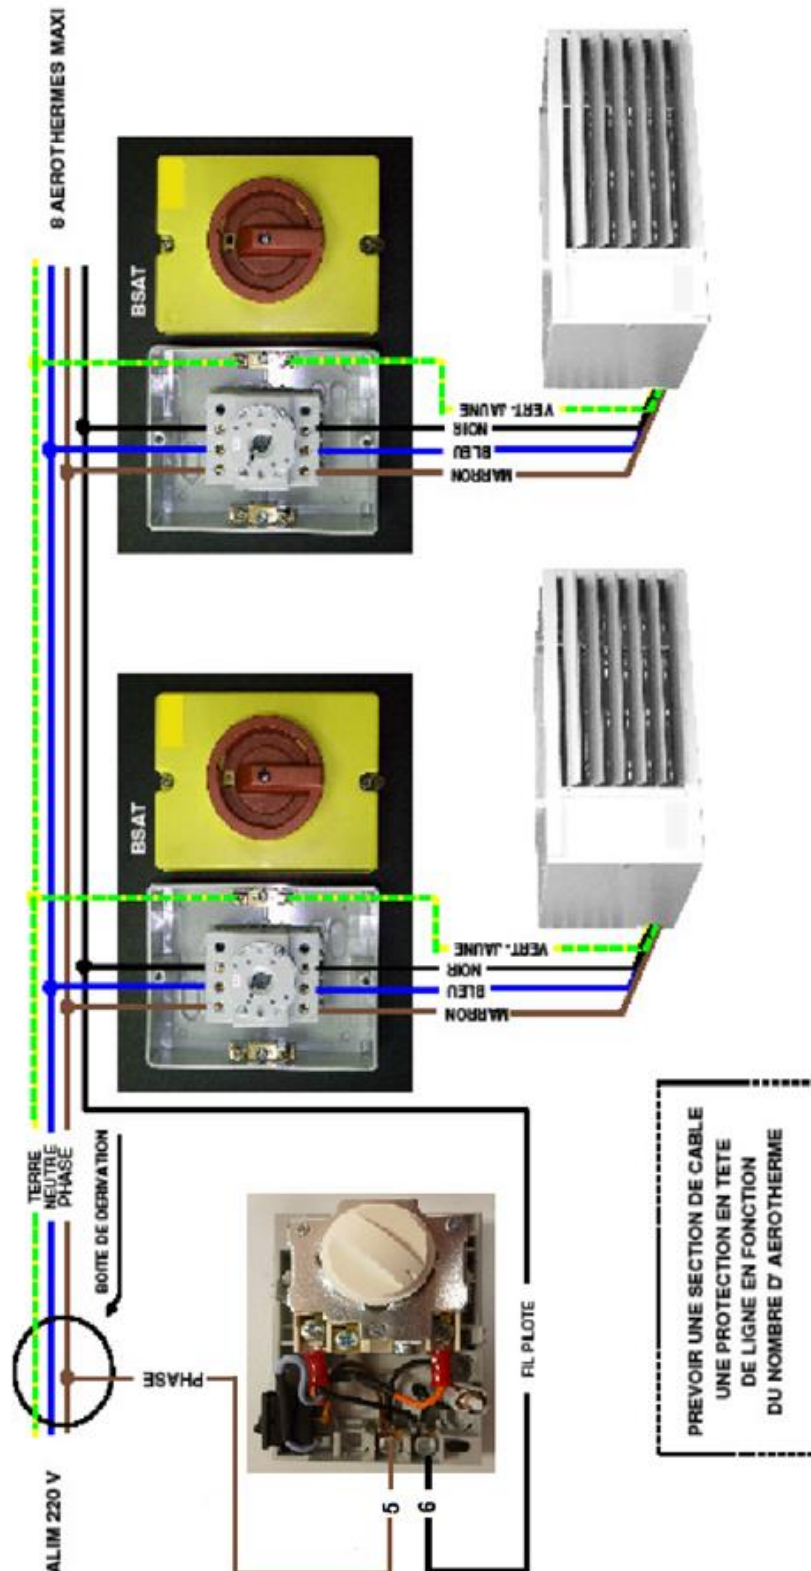 ALIM 220 V
8 AEROTHERMES MAXI
TERRE
NEUTRE
PHASE
BOITE DE DERIVATION
BSAT
BSAT
PHASE
5
6
FIL PILOTE
VERT-JAUNE
NOIR
BLEU
MARRON
VERT-JAUNE
NOIR
BLEU
MARRON
PREVOIR UNE SECTION DE CABLE
UNE PROTECTION EN TETE
DE LIGNE EN FONCTION
DU NOMBRE D' AEROTHERME